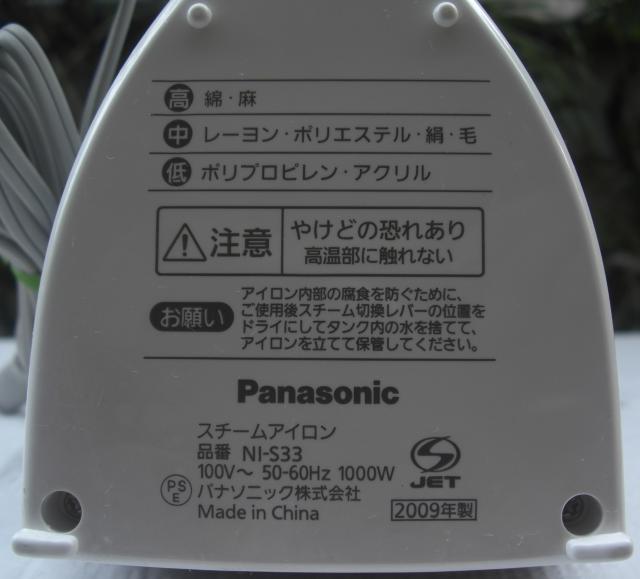 高 綿・麻
中 レーヨン・ポリエステル・絹・毛
低 ポリプロピレン・アクリル
注意 やけどの恐れあり
高温部に触れない
お願い
アイロン内部の腐食を防ぐために、
ご使用後スチーム切換レバーの位置を
ドライにしてタンク内の水を捨てて、
アイロンを立てて保管してください。
Panasonic
スチームアイロン
品番 NI-S33
100V～ 50-60Hz 1000W
PSE パナソニック株式会社
Made in China
S JET
2009年製